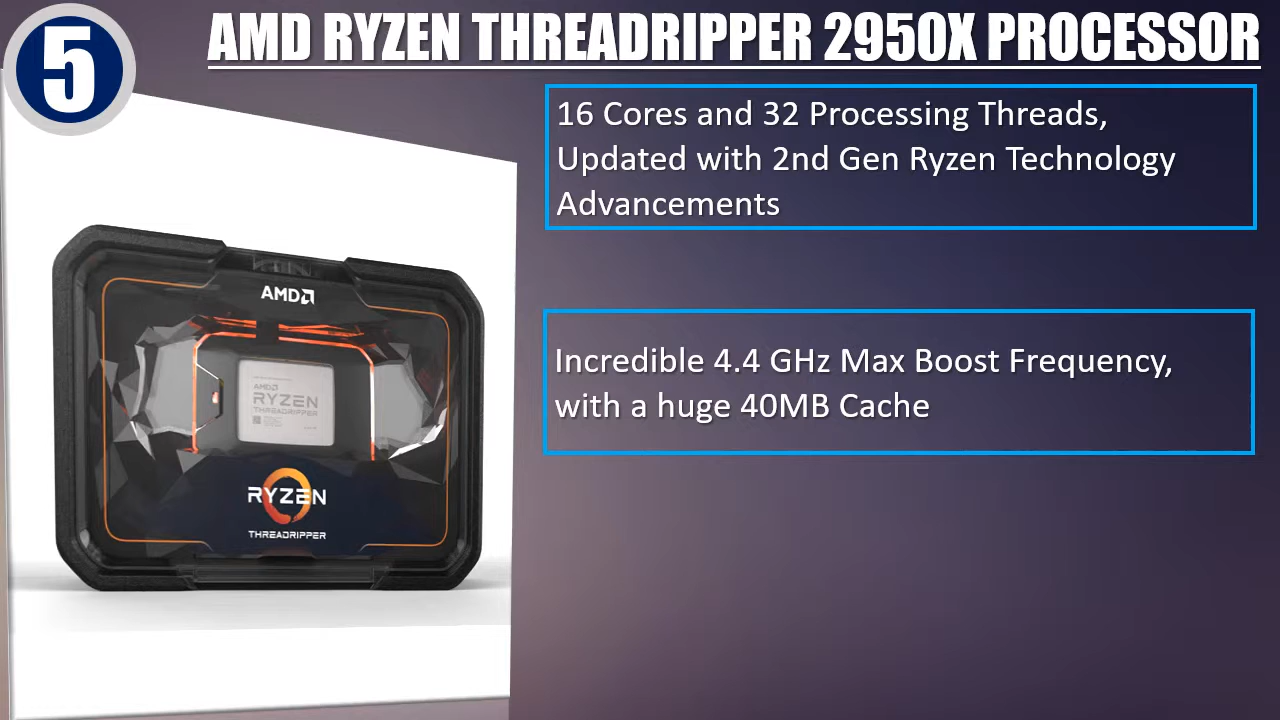 5
AMD RYZEN THREADRIPPER 2950X PROCESSOR
16 Cores and 32 Processing Threads,
Updated with 2nd Gen Ryzen Technology
Advancements
Incredible 4.4 GHz Max Boost Frequency,
with a huge 40MB Cache
AMD
AMD
RYZEN
THREADRIPPER
RYZEN
THREADRIPPER